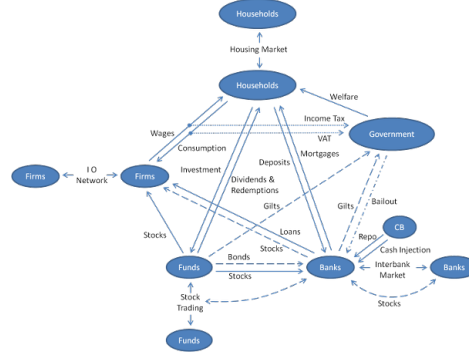 Households
Housing Market
Households
Welfare
Income Tax
Wages
VAT
Government
Consumption
Mortgages
Investment
Deposits
Dividends &
Redemptions
Firms
I O
Network
Firms
Gilts
Gilts
Bailout
Stocks
Loans
Stocks
CB
Repo
Cash Injection
Bonds
Funds
Stocks
Banks
Interbank
Market
Banks
Stock
Trading
Stocks
Funds